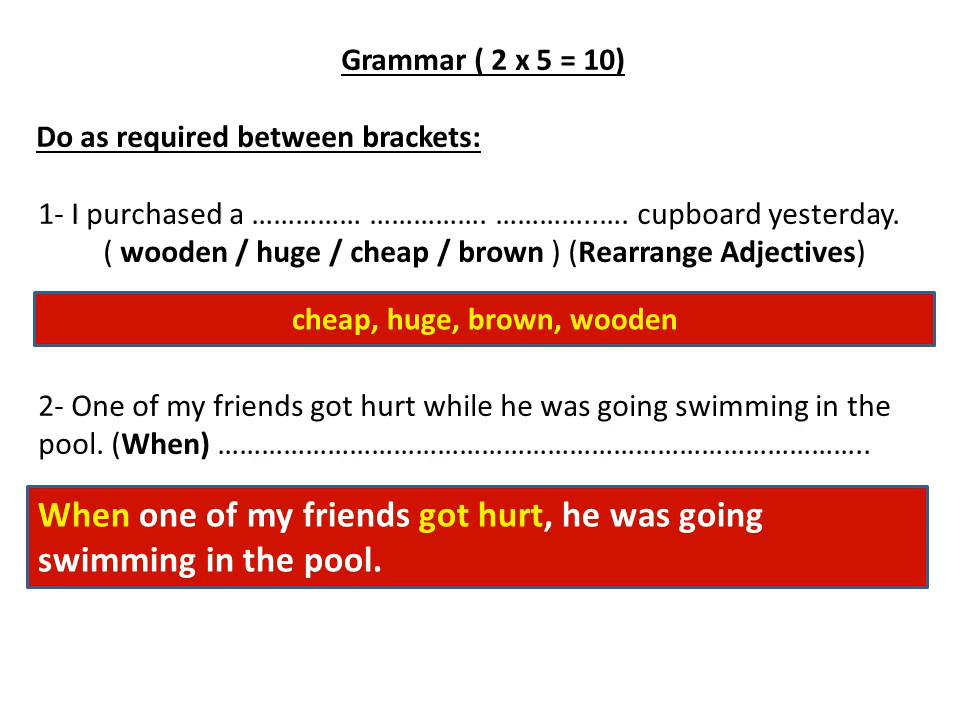 Grammar ( 2 x 5 = 10)
Do as required between brackets:
1- I purchased a …………… ……………. …………..…. cupboard yesterday.
( wooden / huge / cheap / brown ) (Rearrange Adjectives)
cheap, huge, brown, wooden
2- One of my friends got hurt while he was going swimming in the
pool. (When) ……………………………………………………………………………..
When one of my friends got hurt, he was going
swimming in the pool.